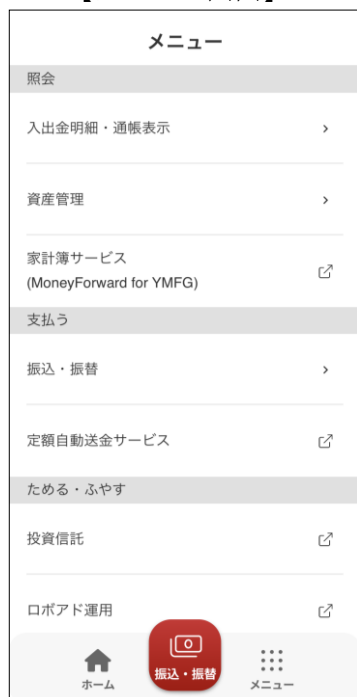 メニュー
照会
入出金明細・通帳表示
資産管理
家計簿サービス
(MoneyForward for YMFG)
支払う
振込・振替
定額自動送金サービス
ためる・ふやす
投資信託
ロボアド運用
ホーム
振込・振替
メニュー